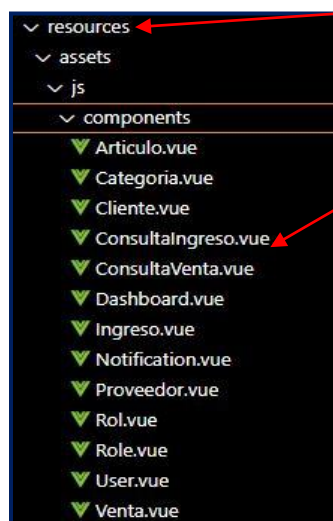 resources
assets
js
components
Articulo.vue
Categoria.vue
Cliente.vue
ConsultaIngreso.vue
ConsultaVenta.vue
Dashboard.vue
Ingreso.vue
Notification.vue
Proveedor.vue
Rol.vue
Role.vue
User.vue
Venta.vue